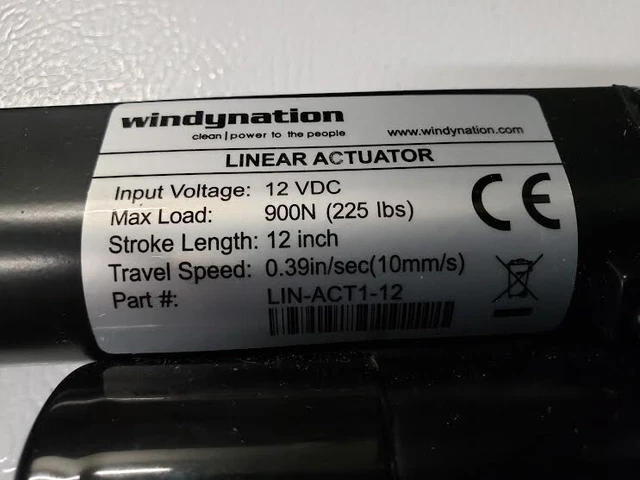 windynation
clean | power to the people
www.windynation.com
LINEAR ACTUATOR
Input Voltage: 12 VDC
Max Load: 900N (225 lbs)
Stroke Length: 12 inch
Travel Speed: 0.39in/sec(10mm/s)
Part #: LIN-ACT1-12
CE